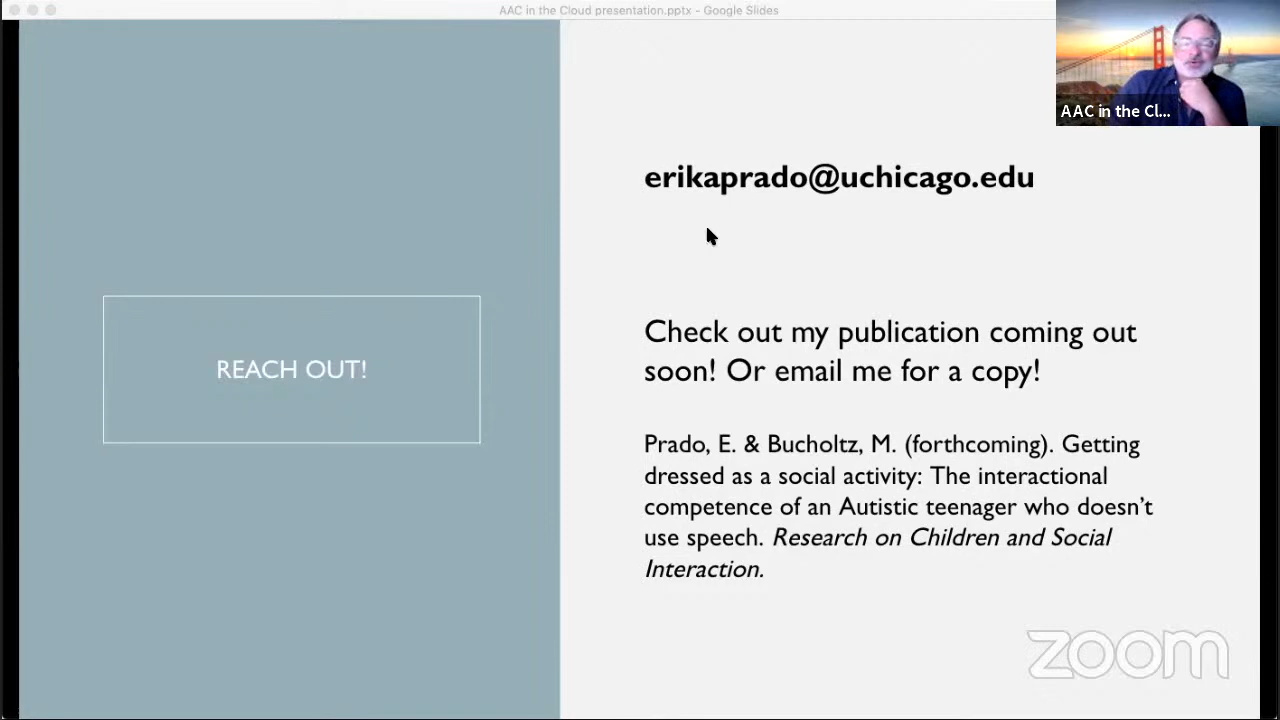 AAC in the Cloud presentation.pptx - Google Slides
AAC in the Cl...
erikaprado@uchicago.edu
REACH OUT!
Check out my publication coming out
soon! Or email me for a copy!
Prado, E. & Bucholtz, M. (forthcoming). Getting
dressed as a social activity: The interactional
competence of an Autistic teenager who doesn’t
use speech. Research on Children and Social
Interaction.
zoom